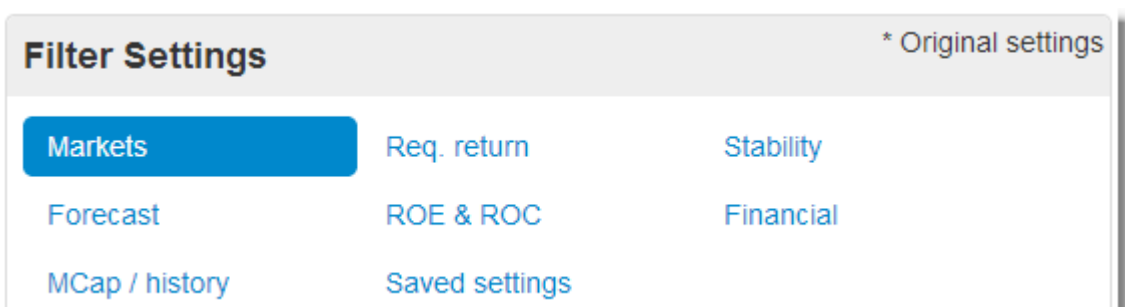 Filter Settings
* Original settings
Markets Req. return Stability
Forecast ROE & ROC Financial
MCap / history Saved settings